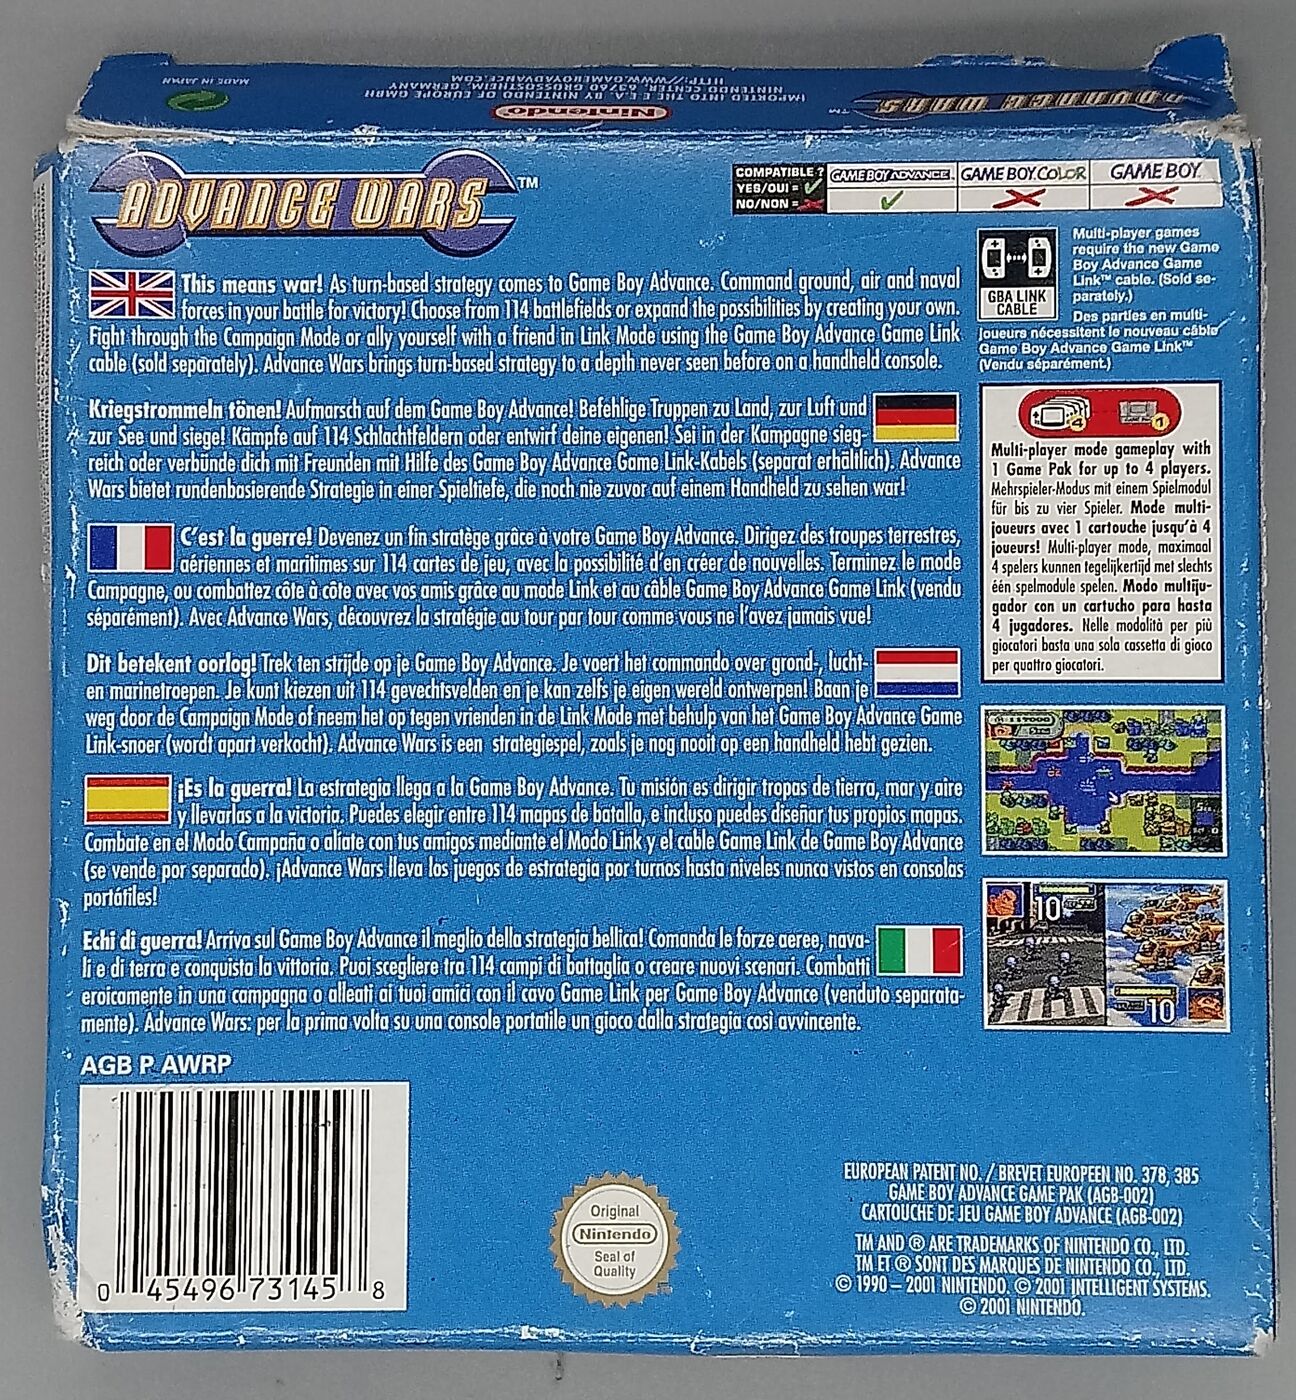 MADE IN JAPAN
IMPORTED INTO THE E.E.A. BY NINTENDO OF EUROPE GMBH
NINTENDO CENTER, 63760 GROSSOSTHEIM, GERMANY
HTTP://WWW.GAMEBOYADVANCE.COM
Nintendo
ADVANCE WARS™
ADVANCE WARS™
COMPATIBLE ?
YES/OUI =
NO/NON =
GAME BOY ADVANCE
GAME BOY COLOR
GAME BOY
This means war! As turn-based strategy comes to Game Boy Advance. Command ground, air and naval
forces in your battle for victory! Choose from 114 battlefields or expand the possibilities by creating your own.
Fight through the Campaign Mode or ally yourself with a friend in Link Mode using the Game Boy Advance Game Link
cable (sold separately). Advance Wars brings turn-based strategy to a depth never seen before on a handheld console.
Kriegstrommeln tönen! Aufmarsch auf dem Game Boy Advance! Befehlige Truppen zu Land, zur Luft und
zur See und siege! Kämpfe auf 114 Schlachtfeldern oder entwirf deine eigenen! Sei in der Kampagne sieg-
reich oder verbünde dich mit Freunden mit Hilfe des Game Boy Advance Game Link-Kabels (separat erhältlich). Advance
Wars bietet rundenbasierende Strategie in einer Spieltiefe, die noch nie zuvor auf einem Handheld zu sehen war!
C'est la guerre! Devenez un fin stratège grâce à votre Game Boy Advance. Dirigez des troupes terrestres,
aériennes et maritimes sur 114 cartes de jeu, avec la possibilité d'en créer de nouvelles. Terminez le mode
Campagne, ou combattez côte à côte avec vos amis grâce au mode Link et au câble Game Boy Advance Game Link (vendu
séparément). Avec Advance Wars, découvrez la stratégie au tour par tour comme vous ne l'avez jamais vue!
Dit betekent oorlog! Trek ten strijde op je Game Boy Advance. Je voert het commando over grond-, lucht-
en marinetroepen. Je kunt kiezen uit 114 gevechtsvelden en je kan zelfs je eigen wereld ontwerpen! Baan je
weg door de Campaign Mode of neem het op tegen vrienden in de Link Mode met behulp van het Game Boy Advance Game
Link-snoer (wordt apart verkocht). Advance Wars is een strategiespel, zoals je nog nooit op een handheld hebt gezien.
¡Es la guerra! La estrategia llega a la Game Boy Advance. Tu misión es dirigir tropas de tierra, mar y aire
y llevarlas a la victoria. Puedes elegir entre 114 mapas de batalla, e incluso puedes diseñar tus propios mapas.
Combate en el Modo Campaña o alíate con tus amigos mediante el Modo Link y el cable Game Link de Game Boy Advance
(se vende por separado). ¡Advance Wars lleva los juegos de estrategia por turnos hasta niveles nunca vistos en consolas
portátiles!
Echi di guerra! Arriva sul Game Boy Advance il meglio della strategia bellica! Comanda le forze aeree, nava-
li e di terra e conquista la vittoria. Puoi scegliere tra 114 campi di battaglia o creare nuovi scenari. Combatti
eroicamente in una campagna o alleati ai tuoi amici con il cavo Game Link per Game Boy Advance (venduto separata-
mente). Advance Wars: per la prima volta su una console portatile un gioco dalla strategia così avvincente.
GBA LINK
CABLE
Multi-player games
require the new Game
Boy Advance Game
Link™ cable. (Sold se-
parately.)
Des parties en multi-
joueurs nécessitent le nouveau câble
Game Boy Advance Game Link™
(Vendu séparément.)
4
1
Multi-player mode gameplay with
1 Game Pak for up to 4 players.
Mehrspieler-Modus mit einem Spielmodul
für bis zu vier Spieler. Mode multi-
joueurs avec 1 cartouche jusqu'à 4
joueurs! Multi-player mode, maximaal
4 spelers kunnen tegelijkertijd met slechts
één spelmodule spelen. Modo multiju-
gador con un cartucho para hasta
4 jugadores. Nelle modalità per più
giocatori basta una sola cassetta di gioco
per quattro giocatori.
10
10
AGB P AWRP
0 45496 73145 8
Original
Nintendo
Seal of
Quality
EUROPEAN PATENT NO. / BREVET EUROPEEN NO. 378, 385
GAME BOY ADVANCE GAME PAK (AGB-002)
CARTOUCHE DE JEU GAME BOY ADVANCE (AGB-002)
TM AND ® ARE TRADEMARKS OF NINTENDO CO., LTD.
TM ET ® SONT DES MARQUES DE NINTENDO CO., LTD.
© 1990 – 2001 NINTENDO. © 2001 INTELLIGENT SYSTEMS.
© 2001 NINTENDO.